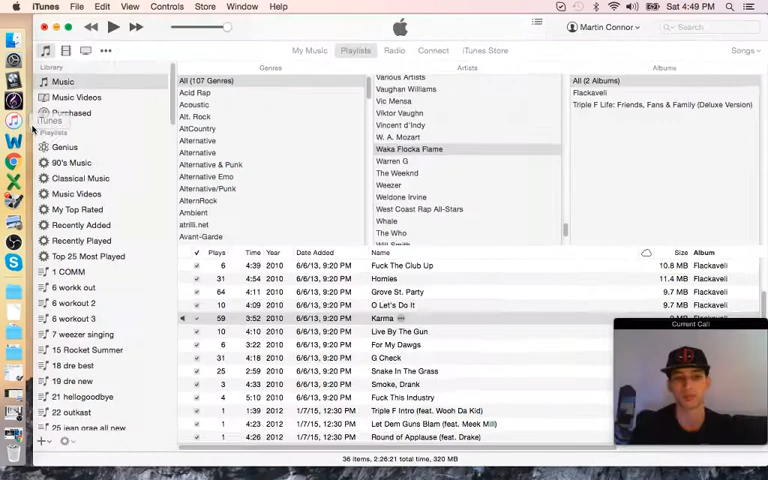 iTunes File Edit View Controls Store Window Help
Sat 4:49 PM
Martin Connor
Search
My Music Playlists Radio Connect iTunes Store
Songs
Library
Music
Music Videos
Purchased
iTunes
Playlists
Genius
90's Music
Classical Music
Music Videos
My Top Rated
Recently Added
Recently Played
Top 25 Most Played
1 COMM
6 workk out
6 workout 2
6 workout 3
7 weezer singing
15 Rocket Summer
18 dre best
19 dre new
21 hellogoodbye
22 outkast
25 jean grae all new
Genres
All (107 Genres)
Acid Rap
Acoustic
Alt. Rock
AltCountry
Alternative
Alternative
Alternative & Punk
Alternative Emo
Alternative/Punk
AlternRock
Ambient
atrilli.net
Avant-Garde
Artists
Various Artists
Vaughan Williams
Vic Mensa
Viktor Vaughn
Vincent d'Indy
W. A. Mozart
Waka Flocka Flame
Warren G
The Weeknd
Weezer
Weldone Irvine
West Coast Rap All-Stars
Whale
The Who
Will Smith
Albums
All (2 Albums)
Flackaveli
Triple F Life: Friends, Fans & Family (Deluxe Version)
Plays Time Year Date Added Name Size Album
6 4:39 2010 6/6/13, 9:20 PM Fuck The Club Up 10.8 MB Flackaveli
31 4:54 2010 6/6/13, 9:20 PM Homies 11.4 MB Flackaveli
64 4:11 2010 6/6/13, 9:20 PM Grove St. Party 9.7 MB Flackaveli
10 4:09 2010 6/6/13, 9:20 PM O Let's Do It 9.7 MB Flackaveli
59 3:52 2010 6/6/13, 9:20 PM Karma
10 4:10 2010 6/6/13, 9:20 PM Live By The Gun
6 3:22 2010 6/6/13, 9:20 PM For My Dawgs
31 4:18 2010 6/6/13, 9:20 PM G Check
25 2:59 2010 6/6/13, 9:20 PM Snake In The Grass
3 4:33 2010 6/6/13, 9:20 PM Smoke, Drank
4 5:10 2010 6/6/13, 9:20 PM Fuck This Industry
1 1:39 2012 1/7/15, 12:30 PM Triple F Intro (feat. Wooh Da Kid)
1 4:23 2012 1/7/15, 12:30 PM Let Dem Guns Blam (feat. Meek Mill)
1 4:26 2012 1/7/15, 12:30 PM Round of Applause (feat. Drake)
Current Call
36 items, 2:26:21 total time, 320 MB